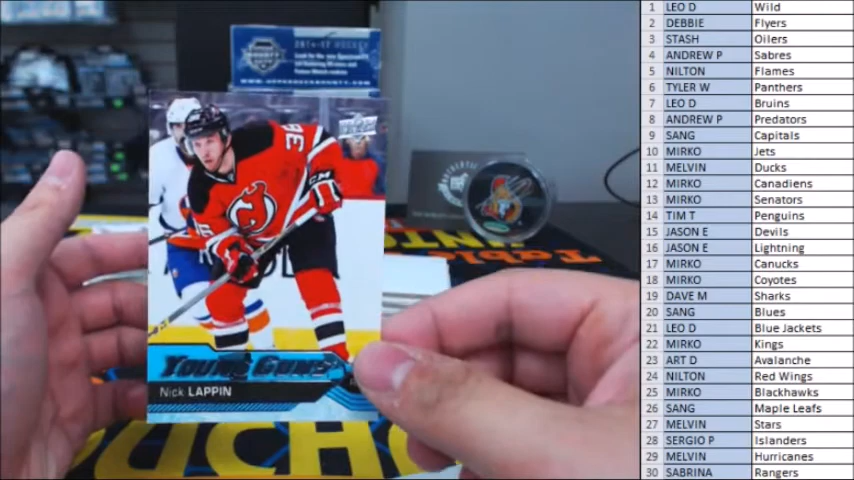 2016-17 HOCKEY
36
CCM
YOUNG GUNS
Nick LAPPIN
1 LEO D Wild
2 DEBBIE Flyers
3 STASH Oilers
4 ANDREW P Sabres
5 NILTON Flames
6 TYLER W Panthers
7 LEO D Bruins
8 ANDREW P Predators
9 SANG Capitals
10 MIRKO Jets
11 MELVIN Ducks
12 MIRKO Canadiens
13 MIRKO Senators
14 TIM T Penguins
15 JASON E Devils
16 JASON E Lightning
17 MIRKO Canucks
18 MIRKO Coyotes
19 DAVE M Sharks
20 SANG Blues
21 LEO D Blue Jackets
22 MIRKO Kings
23 ART D Avalanche
24 NILTON Red Wings
25 MIRKO Blackhawks
26 SANG Maple Leafs
27 MELVIN Stars
28 SERGIO P Islanders
29 MELVIN Hurricanes
30 SABRINA Rangers